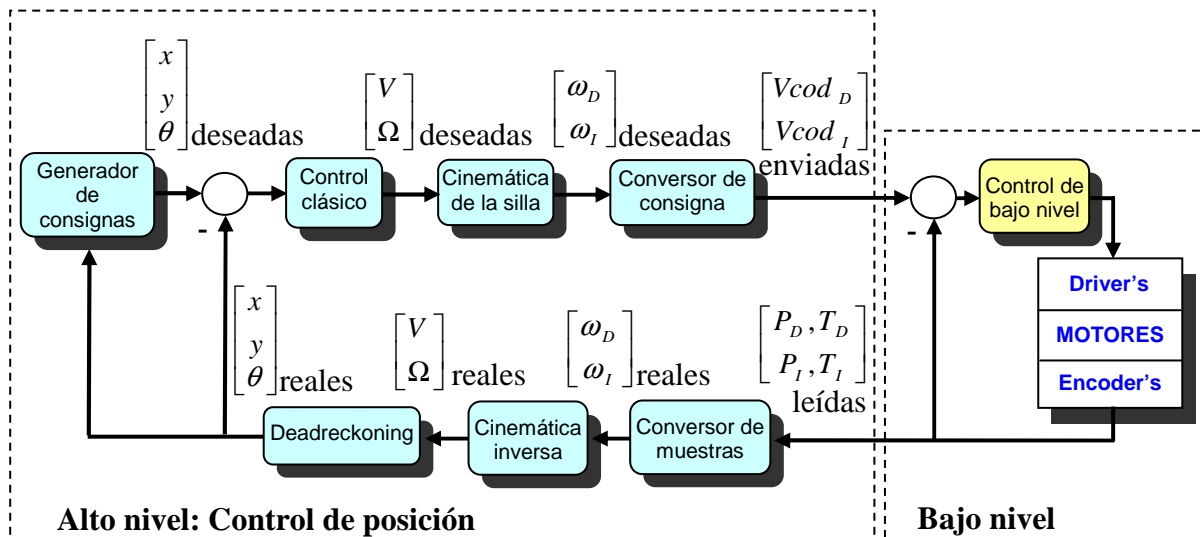 [x
y
θ] deseadas
[V
Ω] deseadas
[ω_D
ω_I] deseadas
[Vcod_D
Vcod_I]
enviadas
Generador
de
consignas
-
Control
clásico
Cinemática
de la silla
Conversor de
consigna
-
Control de
bajo nivel
Driver's
MOTORES
Encoder's
[x
y
θ] reales
[V
Ω] reales
[ω_D
ω_I] reales
[P_D, T_D
P_I, T_I]
leídas
Deadreckoning
Cinemática
inversa
Conversor de
muestras
Alto nivel: Control de posición
Bajo nivel